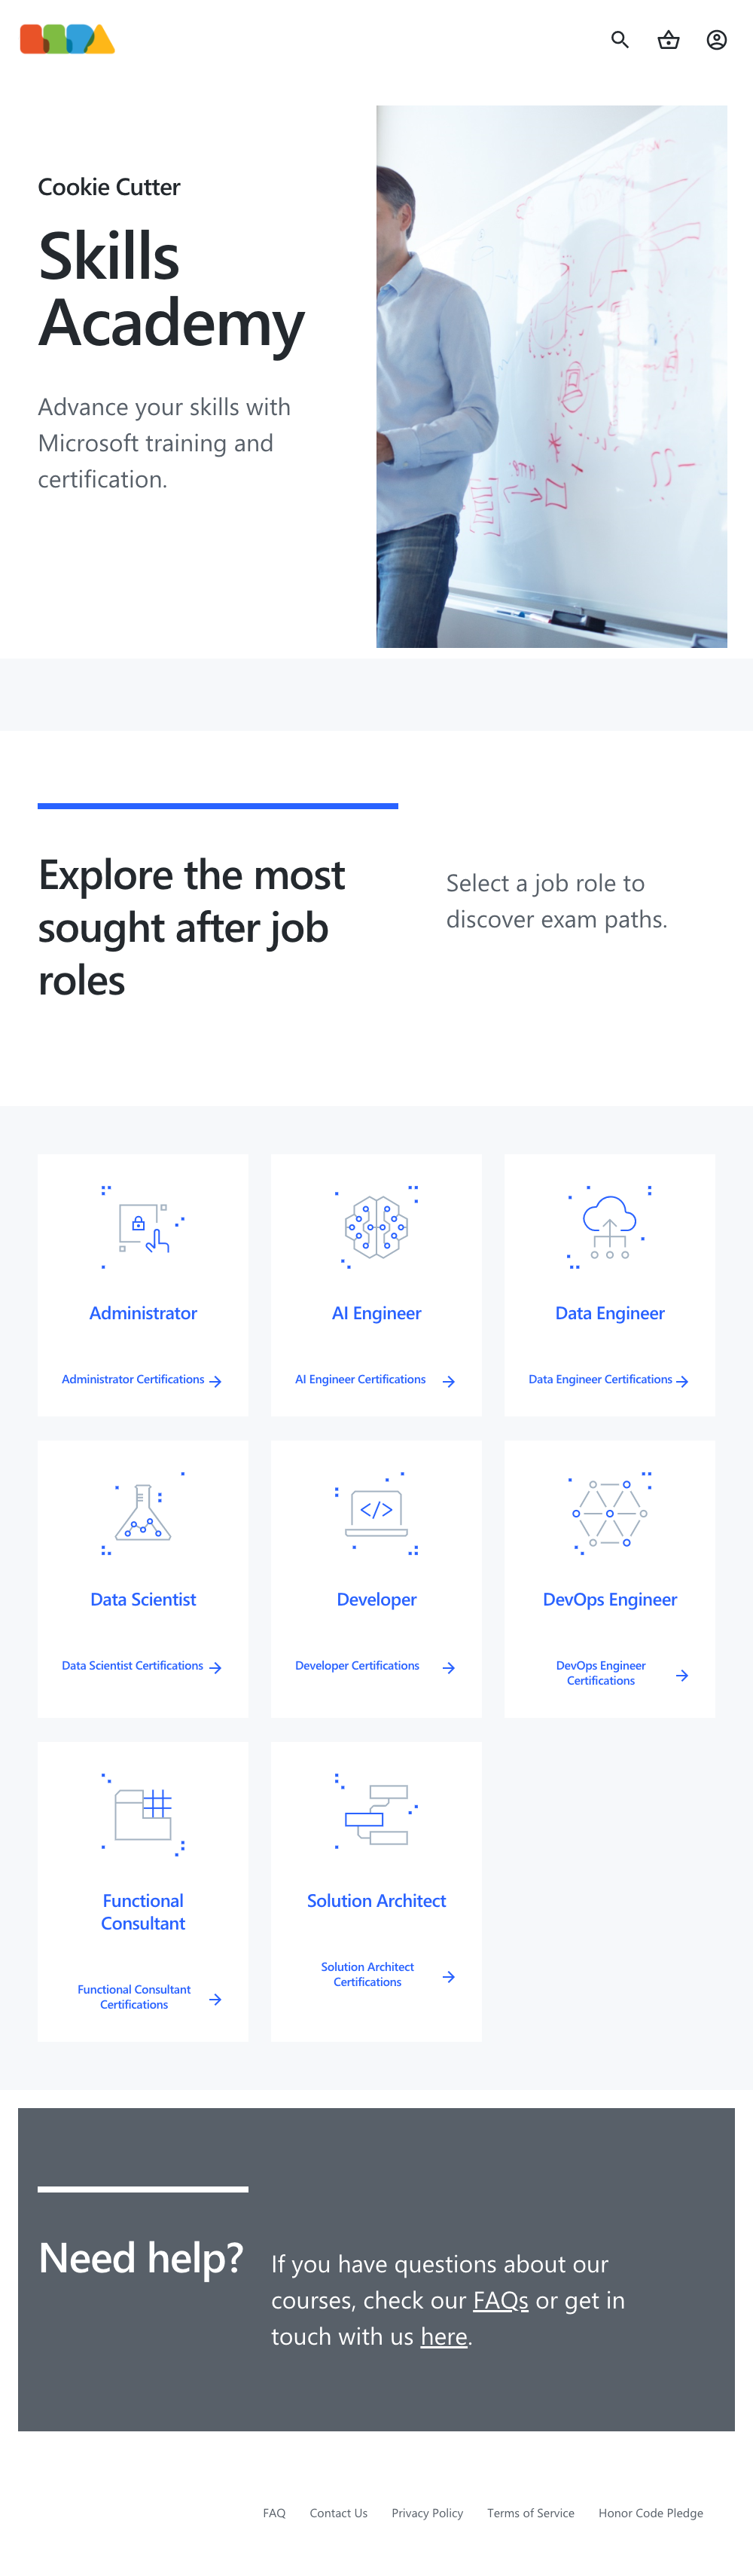 Cookie Cutter
Skills
Academy
Advance your skills with
Microsoft training and
certification.
Explore the most
sought after job
roles
Select a job role to
discover exam paths.
Administrator
Administrator Certifications
AI Engineer
AI Engineer Certifications
Data Engineer
Data Engineer Certifications
Data Scientist
Data Scientist Certifications
Developer
Developer Certifications
DevOps Engineer
DevOps Engineer
Certifications
Functional
Consultant
Functional Consultant
Certifications
Solution Architect
Solution Architect
Certifications
Need help?
If you have questions about our
courses, check our FAQs or get in
touch with us here.
FAQ
Contact Us
Privacy Policy
Terms of Service
Honor Code Pledge